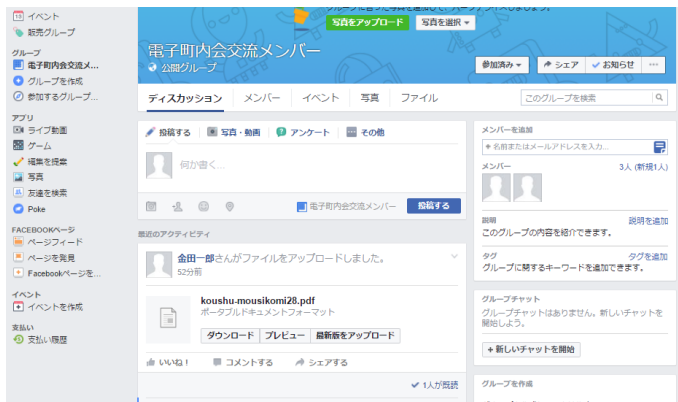 13 イベント
販売グループ
グループ
電子町内会交流メ...
グループを作成
参加するグループ...
アプリ
ライブ動画
ゲーム
編集を提案
写真
友達を検索
Poke
FACEBOOKページ
ページフィード
ページを発見
Facebookページを...
イベント
イベントを作成
支払い
支払い履歴
写真をアップロード 写真を選択
電子町内会交流メンバー
公開グループ
参加済み シェア お知らせ ...
ディスカッション メンバー イベント 写真 ファイル
このグループを検索
投稿する 写真・動画 アンケート その他
何か書く...
電子町内会交流メンバー 投稿する
最近のアクティビティ
金田一郎さんがファイルをアップロードしました。
52分前
koushu-mousikomi28.pdf
ポータブルドキュメントフォーマット
ダウンロード プレビュー 最新版をアップロード
いいね！ コメントする シェアする
1人が既読
メンバーを追加
+ 名前またはメールアドレスを入力...
メンバー 3人 (新規1人)
説明 説明を追加
このグループの内容を紹介できます。
タグ タグを追加
グループに関するキーワードを追加できます。
グループチャット
グループチャットはありません。新しいチャットを
開始しよう。
+新しいチャットを開始
グループを作成